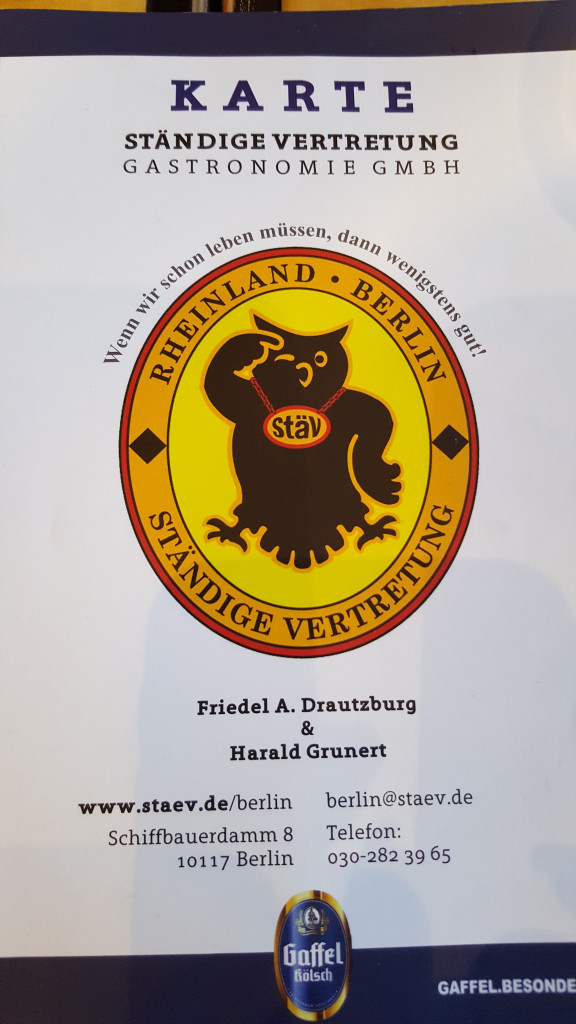 KARTE
STÄNDIGE VERTRETUNG
GASTRONOMIE GMBH
Wenn wir schon leben müssen, dann wenigstens gut!
RHEINLAND · BERLIN
stäv
STÄNDIGE VERTRETUNG
Friedel A. Drautzburg
&
Harald Grunert
www.staev.de/berlin berlin@staev.de
Schiffbauerdamm 8 Telefon:
10117 Berlin 030-282 39 65
Gaffel
Kölsch
GAFFEL.BESONDE